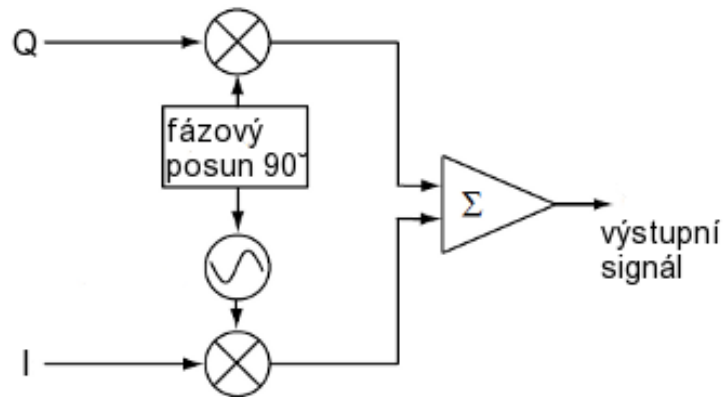 Q
fázový
posun 90˘
Σ
výstupní
signál
I